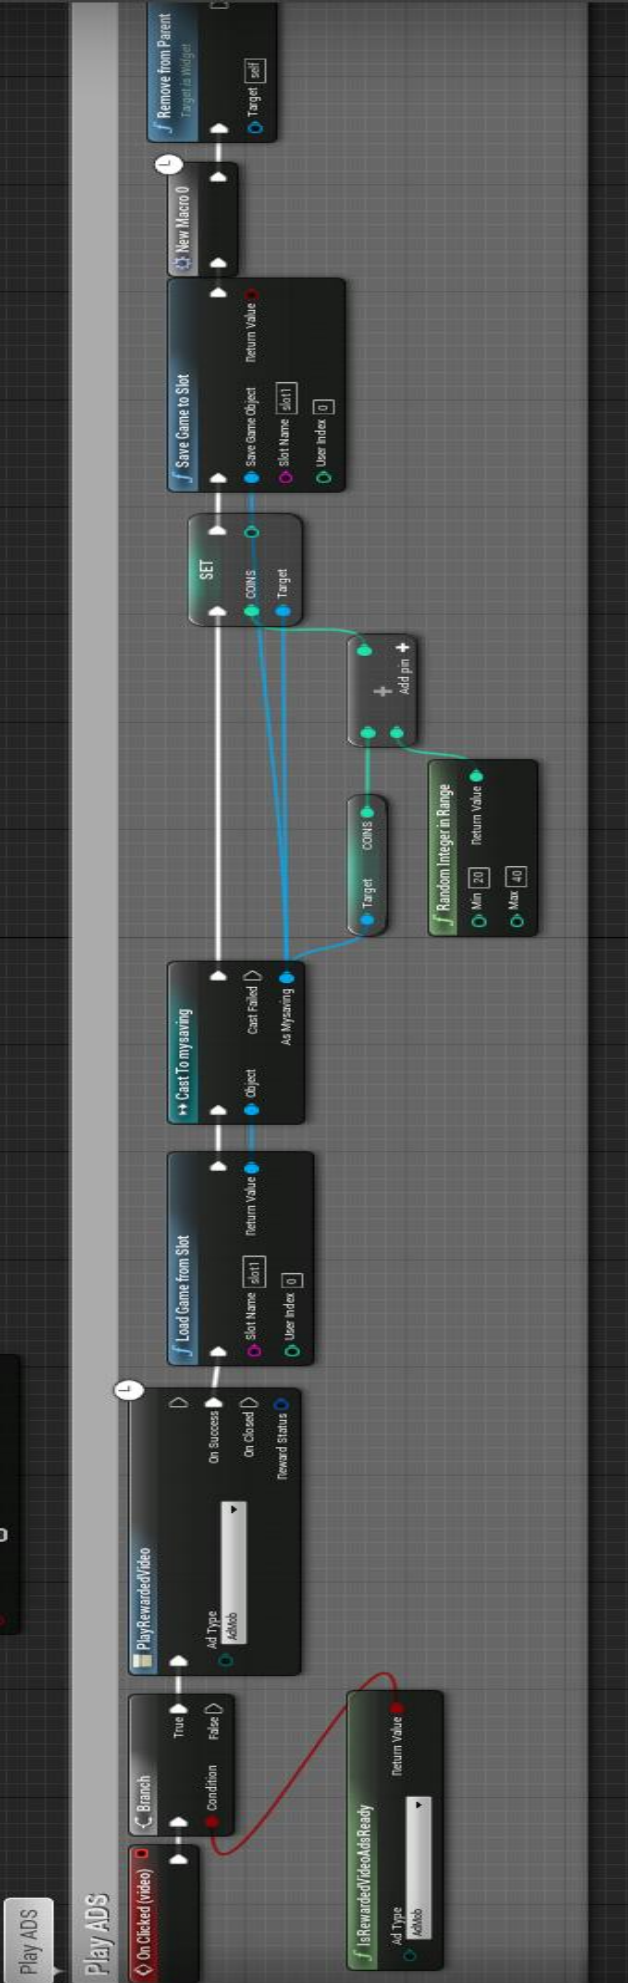 Play ADS
Play ADS
On Clicked (video)
Branch
True
Condition
False
IsRewardedVideoAdsReady
Ad Type
AdMob
Return Value
PlayRewardedVideo
Ad Type
AdMob
On Success
On Closed
Reward Status
Load Game from Slot
Slot Name slot1
Return Value
User Index 0
Cast To mysaving
Object
Cast Failed
As Mysaving
Target
COINS
Random Integer in Range
Min 20
Return Value
Max 40
Add pin
SET
COINS
Target
Save Game to Slot
Save Game Object
Return Value
Slot Name slot1
User Index 0
New Macro 0
Remove from Parent
Target is Widget
Target self